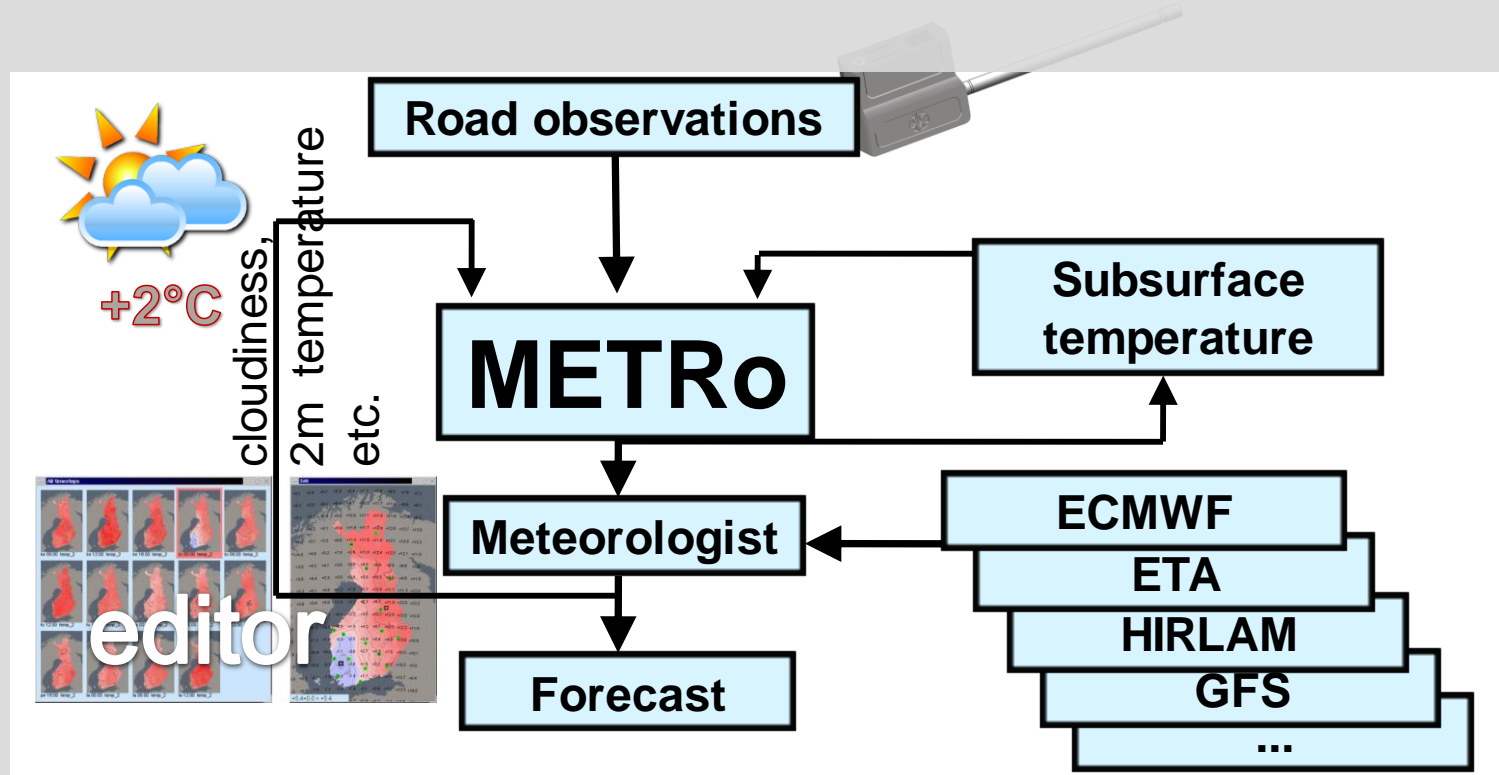 Road observations
+2°C
cloudiness,
2m temperature
etc.
Subsurface
temperature
METRo
Meteorologist
ECMWF
ETA
HIRLAM
GFS
...
editor
Forecast